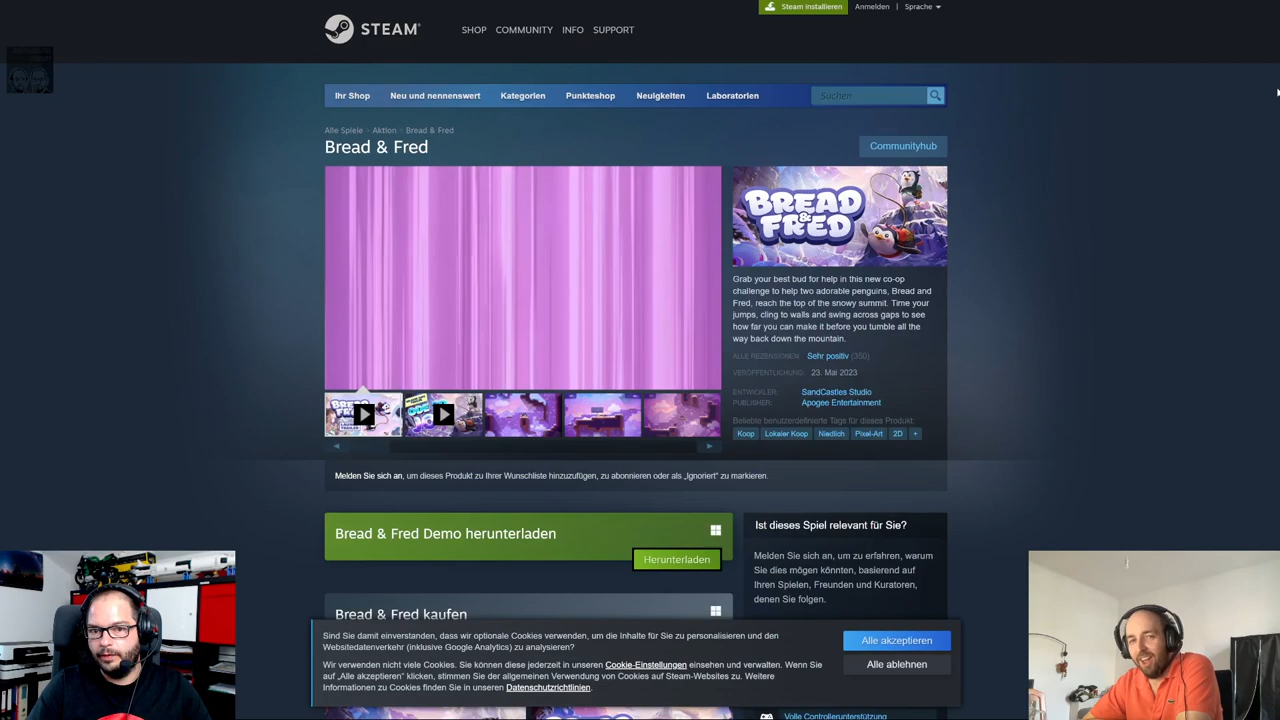 Steam installieren
Anmelden | Sprache
STEAM
SHOP COMMUNITY INFO SUPPORT
Ihr Shop Neu und nennenswert Kategorien Punkteshop Neuigkeiten Laboratorien
Suchen
Alle Spiele > Aktion > Bread & Fred
Bread & Fred
Communityhub
BREAD
& FRED
Grab your best bud for help in this new co-op
challenge to help two adorable penguins, Bread and
Fred, reach the top of the snowy summit. Time your
jumps, cling to walls and swing across gaps to see
how far you can make it before you tumble all the
way back down the mountain.
ALLE REZENSIONEN: Sehr positiv (350)
VERÖFFENTLICHUNG: 23. Mai 2023
ENTWICKLER: SandCastles Studio
PUBLISHER: Apogee Entertainment
Beliebte benutzerdefinierte Tags für dieses Produkt:
Koop Lokaler Koop Niedlich Pixel-Art 2D +
Melden Sie sich an, um dieses Produkt zu Ihrer Wunschliste hinzuzufügen, zu abonnieren oder als „Ignoriert“ zu markieren.
Bread & Fred Demo herunterladen
Herunterladen
Ist dieses Spiel relevant für Sie?
Melden Sie sich an, um zu erfahren, warum
Sie dies mögen könnten, basierend auf
Ihren Spielen, Freunden und Kuratoren,
denen Sie folgen.
Bread & Fred kaufen
Sind Sie damit einverstanden, dass wir optionale Cookies verwenden, um die Inhalte für Sie zu personalisieren und den
Websitedatenverkehr (inklusive Google Analytics) zu analysieren?
Wir verwenden nicht viele Cookies. Sie können diese jederzeit in unseren Cookie-Einstellungen einsehen und verwalten. Wenn Sie
auf „Alle akzeptieren“ klicken, stimmen Sie der allgemeinen Verwendung von Cookies auf Steam-Websites zu. Weitere
Informationen zu Cookies finden Sie in unseren Datenschutzrichtlinien.
Alle akzeptieren
Alle ablehnen
Volle Controllerunterstützung